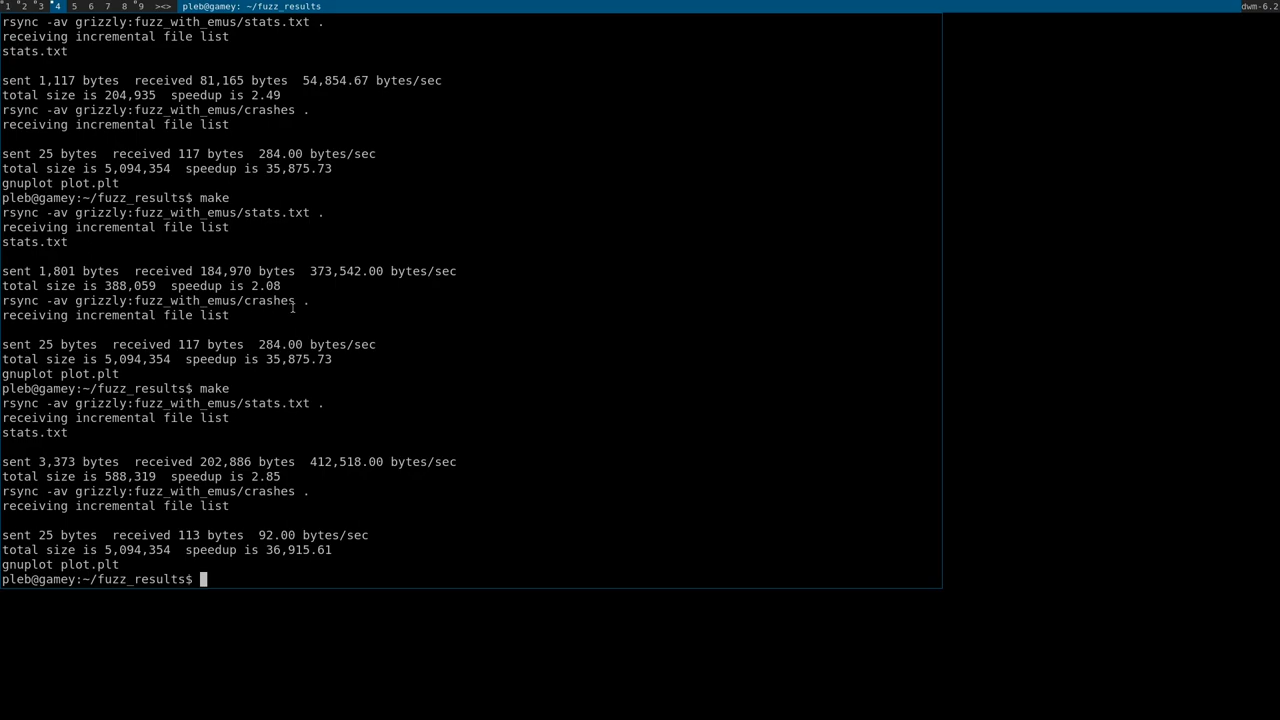 1 2 3 4 5 6 7 8 9 ><> pleb@gamey: ~/fuzz_results dwm-6.2
rsync -av grizzly:fuzz_with_emus/stats.txt .
receiving incremental file list
stats.txt
sent 1,117 bytes  received 81,165 bytes  54,854.67 bytes/sec
total size is 204,935  speedup is 2.49
rsync -av grizzly:fuzz_with_emus/crashes .
receiving incremental file list
sent 25 bytes  received 117 bytes  284.00 bytes/sec
total size is 5,094,354  speedup is 35,875.73
gnuplot plot.plt
pleb@gamey:~/fuzz_results$ make
rsync -av grizzly:fuzz_with_emus/stats.txt .
receiving incremental file list
stats.txt
sent 1,801 bytes  received 184,970 bytes  373,542.00 bytes/sec
total size is 388,059  speedup is 2.08
rsync -av grizzly:fuzz_with_emus/crashes .
receiving incremental file list
sent 25 bytes  received 117 bytes  284.00 bytes/sec
total size is 5,094,354  speedup is 35,875.73
gnuplot plot.plt
pleb@gamey:~/fuzz_results$ make
rsync -av grizzly:fuzz_with_emus/stats.txt .
receiving incremental file list
stats.txt
sent 3,373 bytes  received 202,886 bytes  412,518.00 bytes/sec
total size is 588,319  speedup is 2.85
rsync -av grizzly:fuzz_with_emus/crashes .
receiving incremental file list
sent 25 bytes  received 113 bytes  92.00 bytes/sec
total size is 5,094,354  speedup is 36,915.61
gnuplot plot.plt
pleb@gamey:~/fuzz_results$